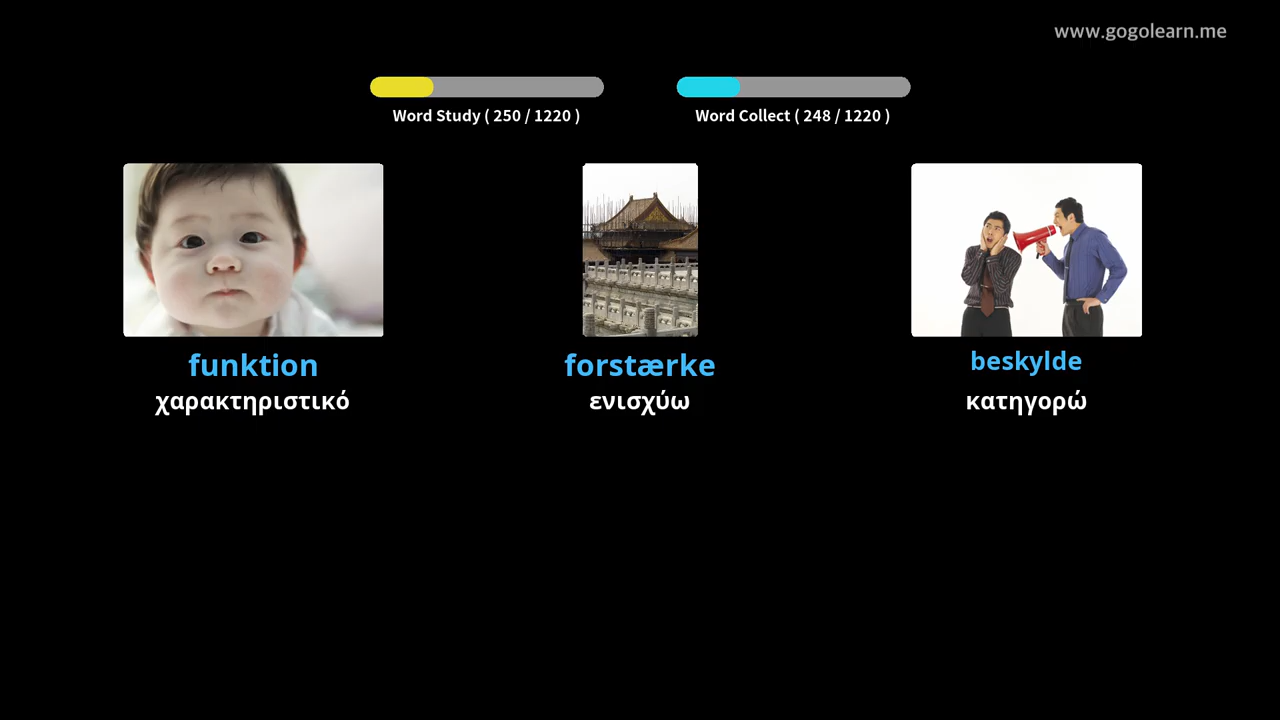 www.gogolearn.me
Word Study ( 250 / 1220 )
Word Collect ( 248 / 1220 )
funktion
χαρακτηριστικό
forstærke
ενισχύω
beskylde
κατηγορώ